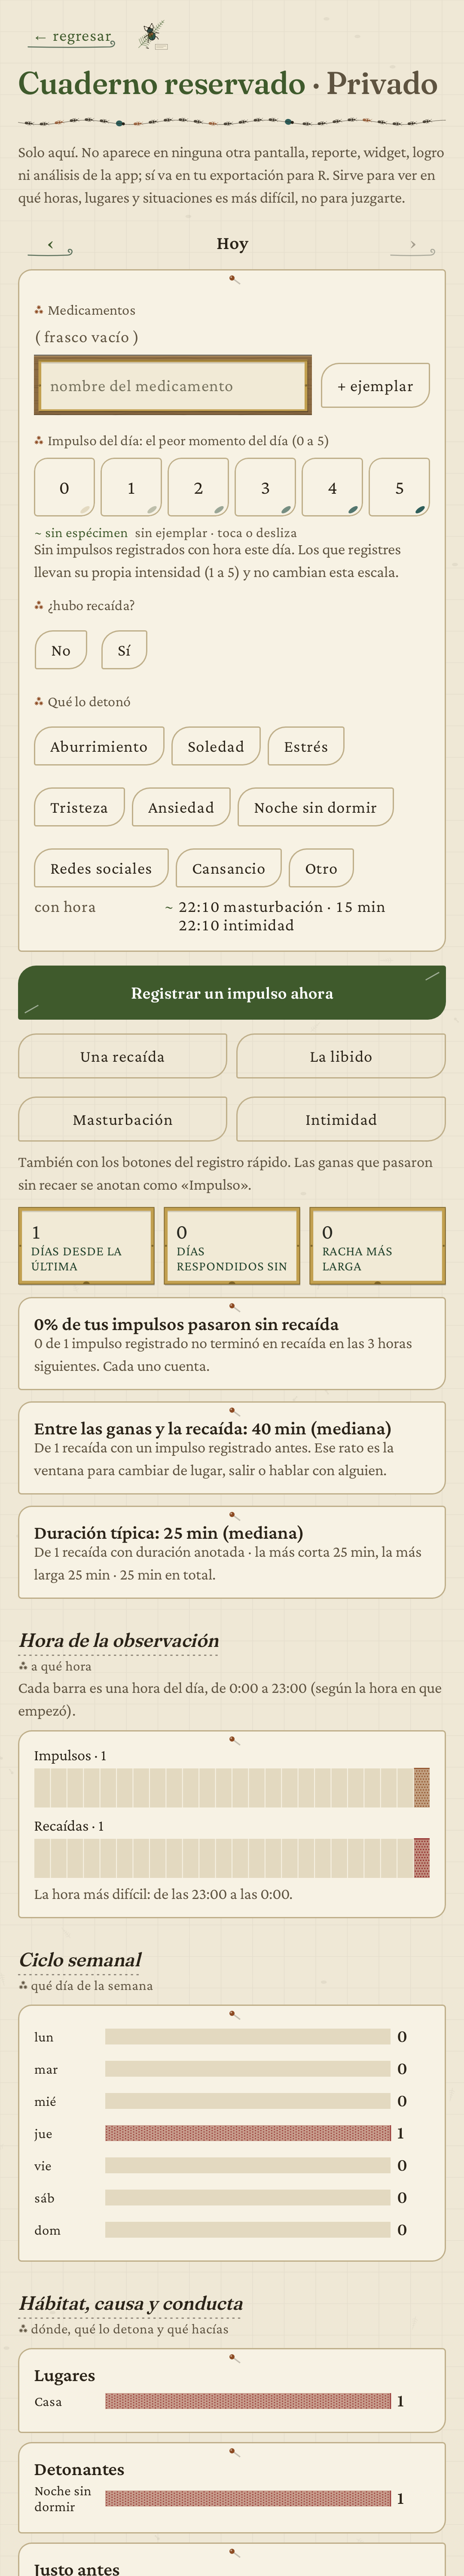 ← regresar
Cuaderno reservado · Privado
Solo aquí. No aparece en ninguna otra pantalla, reporte, widget, logro
ni análisis de la app; sí va en tu exportación para R. Sirve para ver en
qué horas, lugares y situaciones es más difícil, no para juzgarte.
‹ Hoy ›
Medicamentos
( frasco vacío )
nombre del medicamento + ejemplar
Impulso del día: el peor momento del día (0 a 5)
0 1 2 3 4 5
~ sin espécimen sin ejemplar · toca o desliza
Sin impulsos registrados con hora este día. Los que registres
llevan su propia intensidad (1 a 5) y no cambian esta escala.
¿hubo recaída?
No Sí
Qué lo detonó
Aburrimiento Soledad Estrés
Tristeza Ansiedad Noche sin dormir
Redes sociales Cansancio Otro
con hora ~ 22:10 masturbación · 15 min
22:10 intimidad
Registrar un impulso ahora
Una recaída La libido
Masturbación Intimidad
También con los botones del registro rápido. Las ganas que pasaron
sin recaer se anotan como «Impulso».
1 0 0
DÍAS DESDE LA DÍAS RACHA MÁS
ÚLTIMA RESPONDIDOS SIN LARGA
0% de tus impulsos pasaron sin recaída
0 de 1 impulso registrado no terminó en recaída en las 3 horas
siguientes. Cada uno cuenta.
Entre las ganas y la recaída: 40 min (mediana)
De 1 recaída con un impulso registrado antes. Ese rato es la
ventana para cambiar de lugar, salir o hablar con alguien.
Duración típica: 25 min (mediana)
De 1 recaída con duración anotada · la más corta 25 min, la más
larga 25 min · 25 min en total.
Hora de la observación
a qué hora
Cada barra es una hora del día, de 0:00 a 23:00 (según la hora en que
empezó).
Impulsos · 1
Recaídas · 1
La hora más difícil: de las 23:00 a las 0:00.
Ciclo semanal
qué día de la semana
lun 0
mar 0
mié 0
jue 1
vie 0
sáb 0
dom 0
Hábitat, causa y conducta
dónde, qué lo detona y qué hacías
Lugares
Casa 1
Detonantes
Noche sin
dormir 1
Justo antes